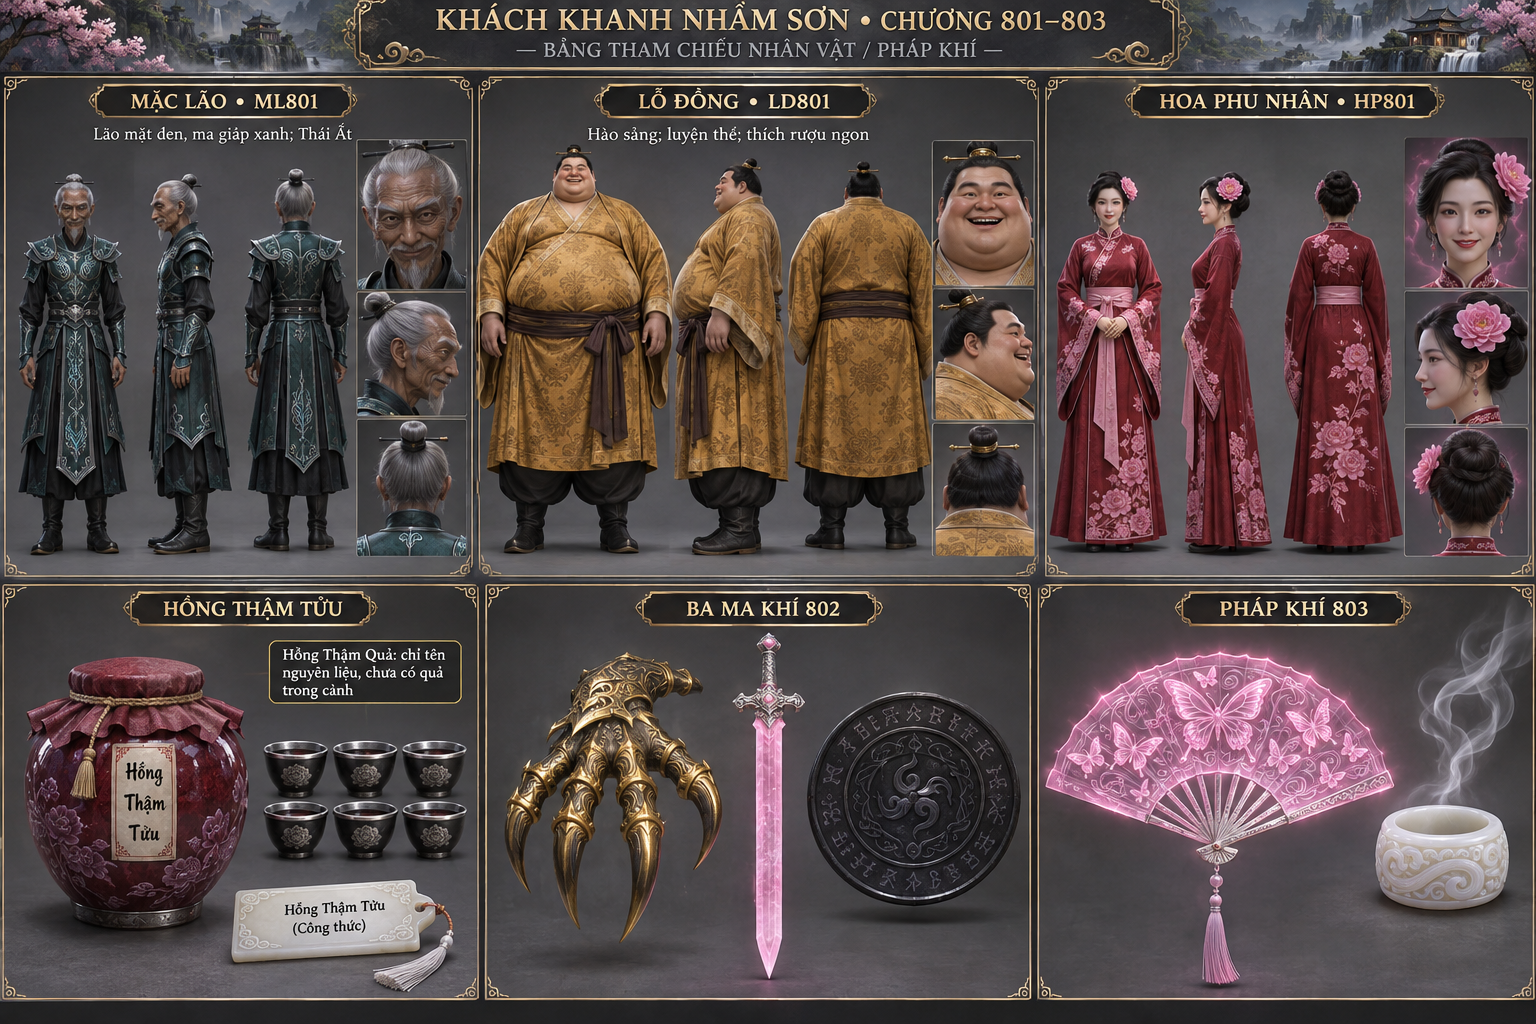 KHÁCH KHANH NHẬM SƠN • CHƯƠNG 801–803
— BẢNG THAM CHIẾU NHÂN VẬT / PHÁP KHÍ —
MẶC LÃO • ML801
Lão mặt đen, ma giáp xanh; Thái Ất
LỖ ĐỒNG • LD801
Hào sảng; luyện thể; thích rượu ngon
HOA PHU NHÂN • HP801
HỒNG THẬM TỬU
Hồng Thậm Quả: chỉ tên
nguyên liệu, chưa có quả
trong cảnh
Hồng
Thậm
Tửu
Hồng Thậm Tửu
(Công thức)
BA MA KHÍ 802
PHÁP KHÍ 803